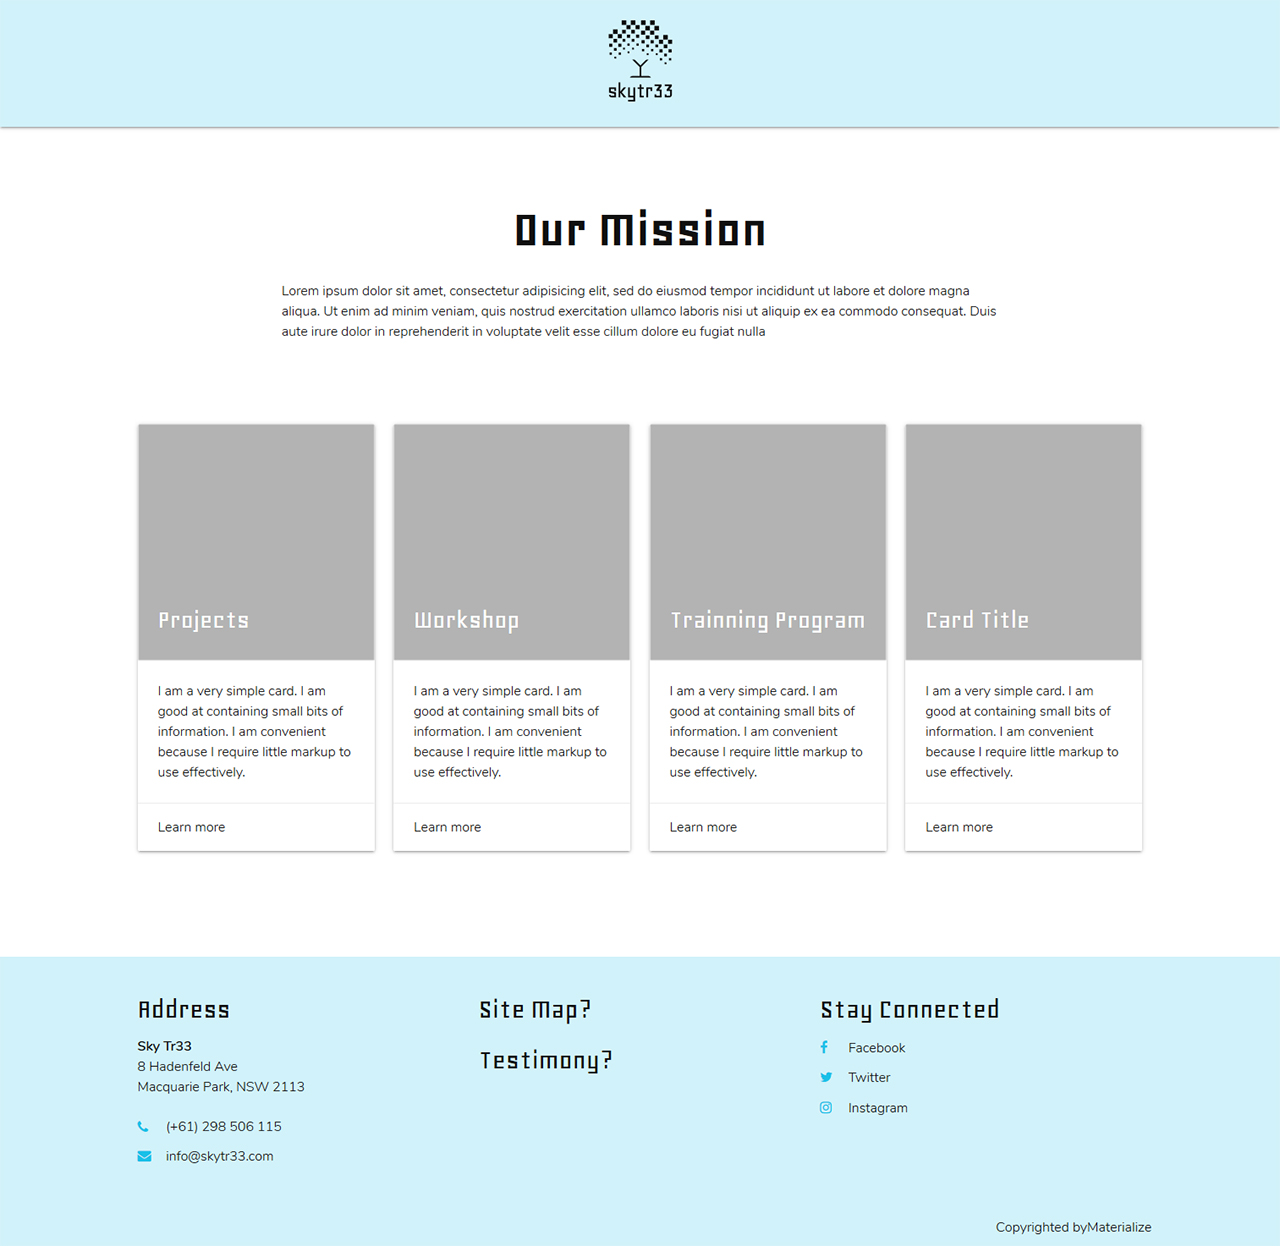 skytr33
Our Mission
Lorem ipsum dolor sit amet, consectetur adipisicing elit, sed do eiusmod tempor incididunt ut labore et dolore magna
aliqua. Ut enim ad minim veniam, quis nostrud exercitation ullamco laboris nisi ut aliquip ex ea commodo consequat. Duis
aute irure dolor in reprehenderit in voluptate velit esse cillum dolore eu fugiat nulla
Projects
I am a very simple card. I am
good at containing small bits of
information. I am convenient
because I require little markup to
use effectively.
Learn more
Workshop
I am a very simple card. I am
good at containing small bits of
information. I am convenient
because I require little markup to
use effectively.
Learn more
Trainning Program
I am a very simple card. I am
good at containing small bits of
information. I am convenient
because I require little markup to
use effectively.
Learn more
Card Title
I am a very simple card. I am
good at containing small bits of
information. I am convenient
because I require little markup to
use effectively.
Learn more
Address
Sky Tr33
8 Hadenfeld Ave
Macquarie Park, NSW 2113
(+61) 298 506 115
info@skytr33.com
Site Map?
Testimony?
Stay Connected
Facebook
Twitter
Instagram
Copyrighted byMaterialize